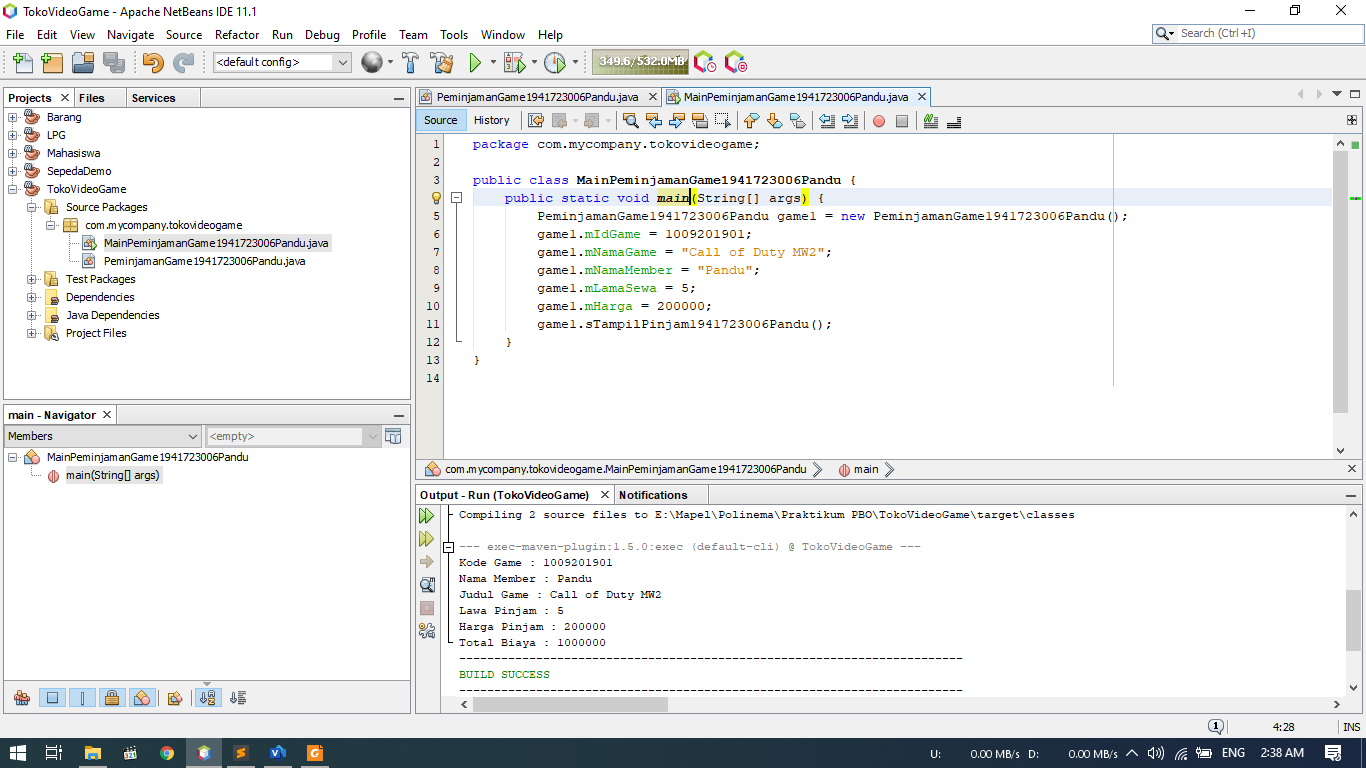 TokoVideoGame - Apache NetBeans IDE 11.1
File Edit View Navigate Source Refactor Run Debug Profile Team Tools Window Help
Search (Ctrl+I)
<default config>
349.6/532.0MB
Projects Files Services
Barang
LPG
Mahasiswa
SepedaDemo
TokoVideoGame
Source Packages
com.mycompany.tokovideogame
MainPeminjamanGame1941723006Pandu.java
PeminjamanGame1941723006Pandu.java
Test Packages
Dependencies
Java Dependencies
Project Files
main - Navigator
Members <empty>
MainPeminjamanGame1941723006Pandu
main(String[] args)
PeminjamanGame1941723006Pandu.java MainPeminjamanGame1941723006Pandu.java
Source History
1 package com.mycompany.tokovideogame;
2
3 public class MainPeminjamanGame1941723006Pandu {
public static void main(String[] args) {
5 PeminjamanGame1941723006Pandu game1 = new PeminjamanGame1941723006Pandu();
6 game1.mIdGame = 1009201901;
7 game1.mNamaGame = "Call of Duty MW2";
8 game1.mNamaMember = "Pandu";
9 game1.mLamaSewa = 5;
10 game1.mHarga = 200000;
11 game1.sTampilPinjam1941723006Pandu();
12 }
13 }
14
com.mycompany.tokovideogame.MainPeminjamanGame1941723006Pandu main
Output - Run (TokoVideoGame) Notifications
Compiling 2 source files to E:\Mapel\Polinema\Praktikum PBO\TokoVideoGame\target\classes
--- exec-maven-plugin:1.5.0:exec (default-cli) @ TokoVideoGame ---
Kode Game : 1009201901
Nama Member : Pandu
Judul Game : Call of Duty MW2
Lawa Pinjam : 5
Harga Pinjam : 200000
Total Biaya : 1000000
------------------------------------------------------------------------
BUILD SUCCESS
------------------------------------------------------------------------
1 4:28 INS
U: 0.00 MB/s D: 0.00 MB/s ENG 2:38 AM